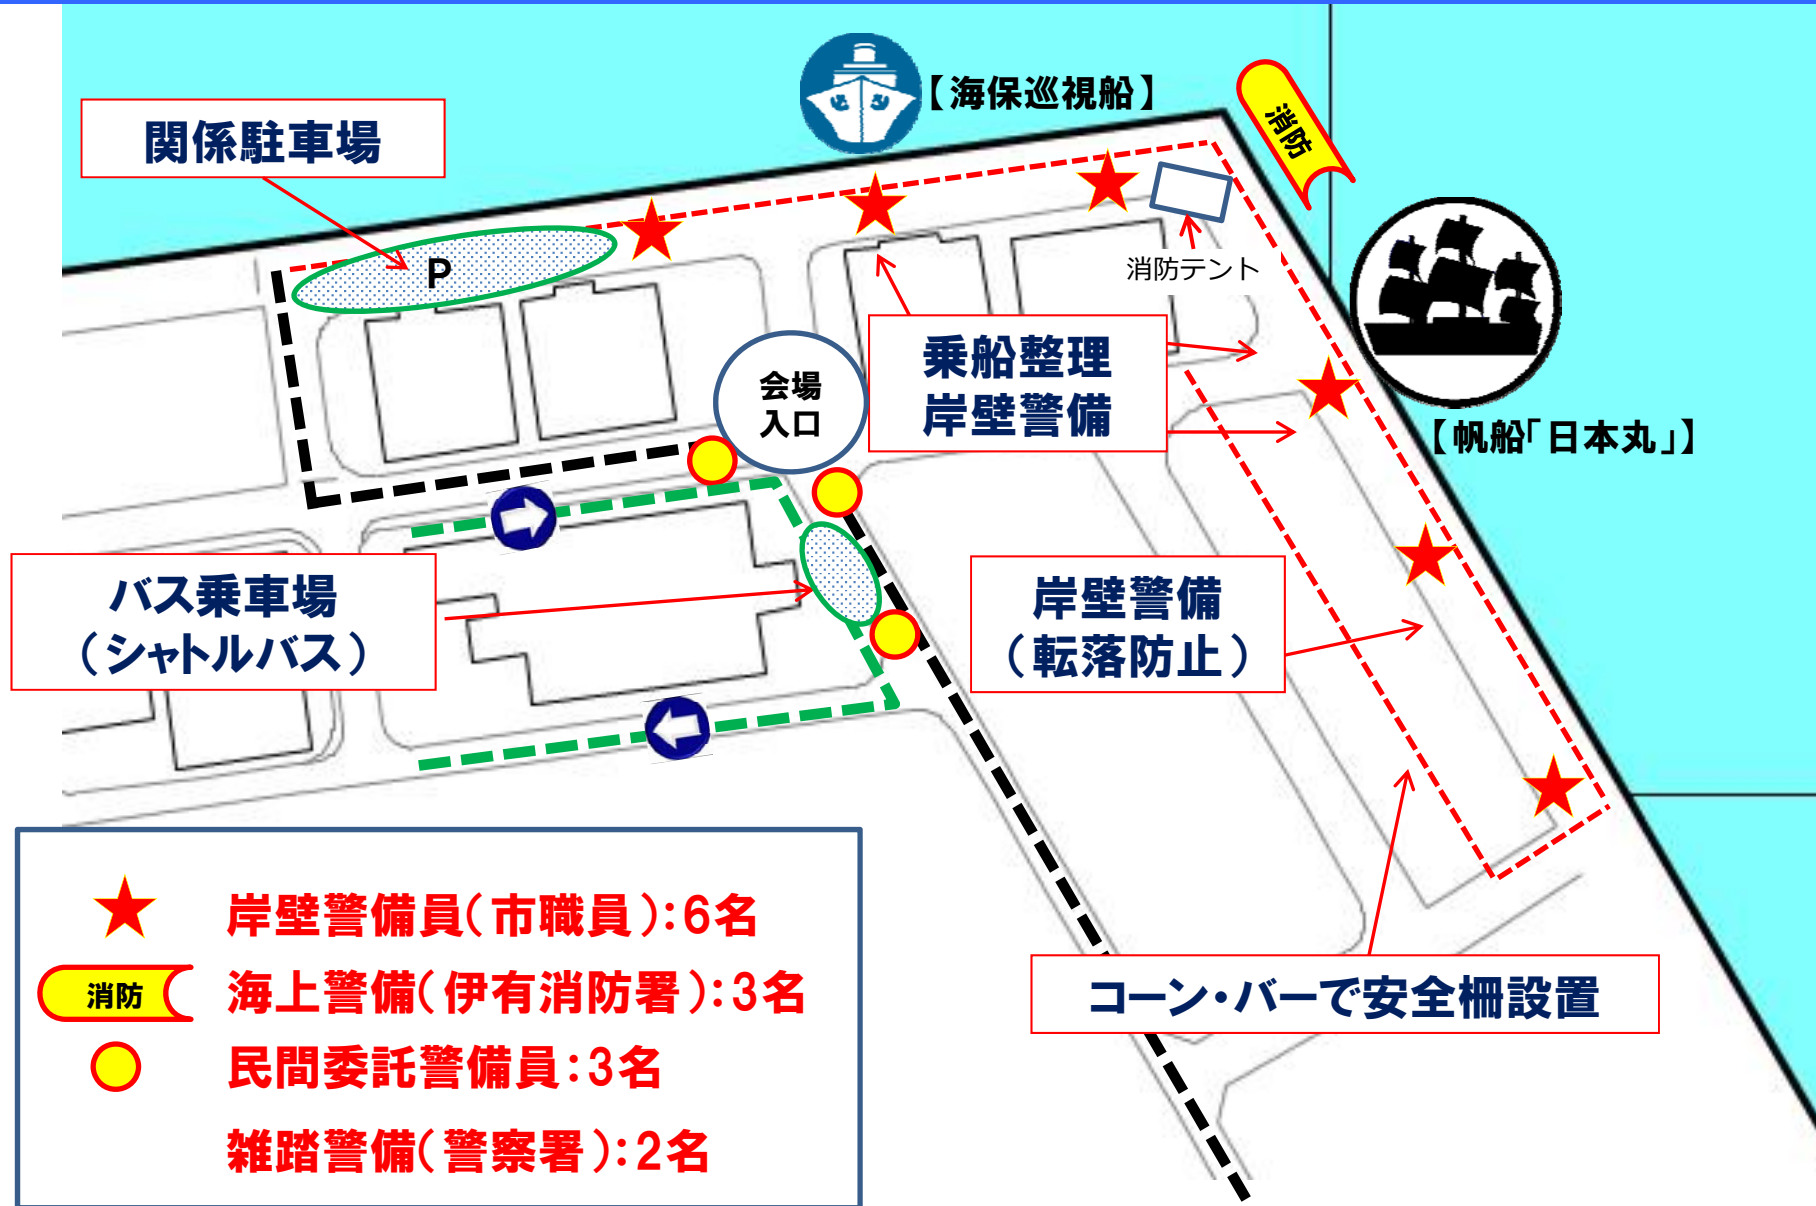 【海保巡視船】
消防
関係駐車場
P
消防テント
会場
入口
乗船整理
岸壁警備
【帆船「日本丸」】
バス乗車場
（シャトルバス）
岸壁警備
（転落防止）
コーン・バーで安全柵設置
岸壁警備員(市職員):6名
消防 海上警備(伊有消防署):3名
民間委託警備員:3名
雑踏警備(警察署):2名